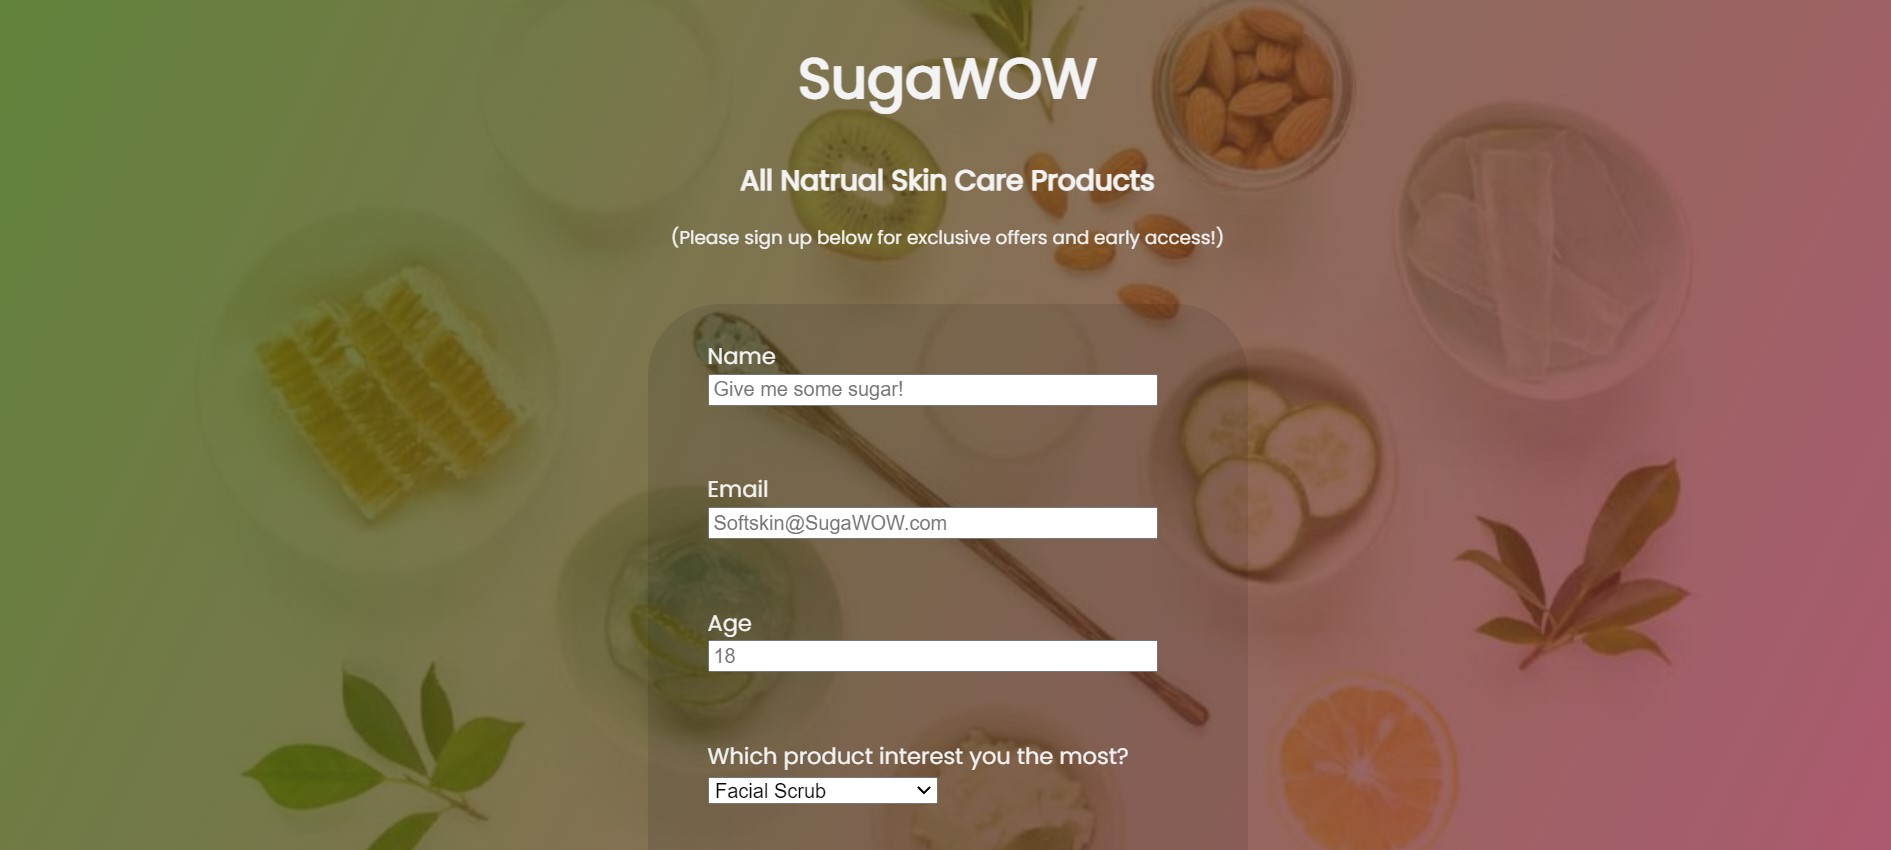 SugaWOW
All Natrual Skin Care Products
(Please sign up below for exclusive offers and early access!)
Name
Give me some sugar!
Email
Softskin@SugaWOW.com
Age
18
Which product interest you the most?
Facial Scrub